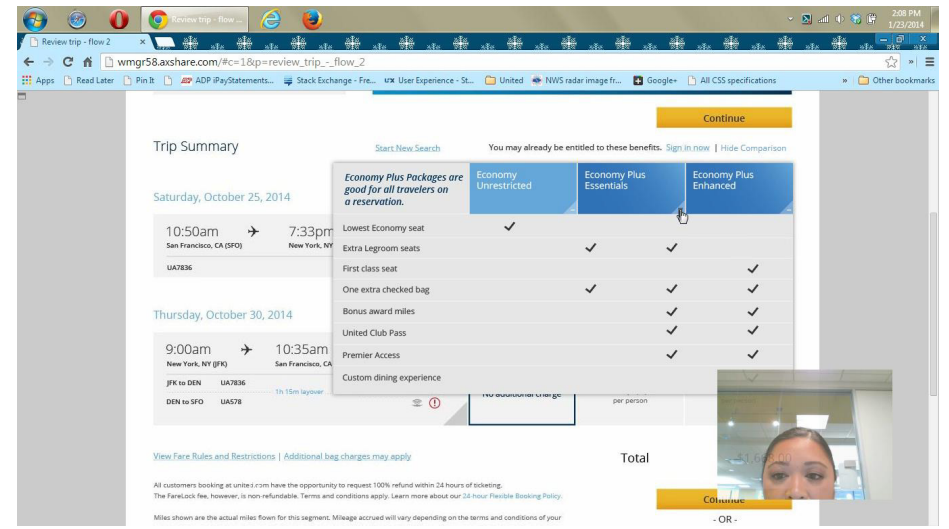 Review trip - flow ...
2:08 PM
1/23/2014
Review trip - flow 2
wmgr58.axshare.com/#c=1&p=review_trip_-_flow_2
Apps Read Later Pin It ADP iPayStatements... Stack Exchange - Fre... UX User Experience - St... United NWS radar image fr... Google+ All CSS specifications » Other bookmarks
Continue
Trip Summary
Start New Search
You may already be entitled to these benefits. Sign in now | Hide Comparison
Economy Plus Packages are
good for all travelers on
a reservation.
Economy
Unrestricted
Economy Plus
Essentials
Economy Plus
Enhanced
Saturday, October 25, 2014
10:50am 7:33pm
San Francisco, CA (SFO) New York, NY
UA7836
Lowest Economy seat
Extra Legroom seats
First class seat
One extra checked bag
Bonus award miles
United Club Pass
Premier Access
Custom dining experience
Thursday, October 30, 2014
9:00am 10:35am
New York, NY (JFK) San Francisco, CA
JFK to DEN UA7836
1h 15m layover
DEN to SFO UA578
No additional charge
per person
View Fare Rules and Restrictions | Additional bag charges may apply
Total
All customers booking at united.com have the opportunity to request 100% refund within 24 hours of ticketing.
The FareLock fee, however, is non-refundable. Terms and conditions apply. Learn more about our 24-hour Flexible Booking Policy.
Continue
Miles shown are the actual miles flown for this segment. Mileage accrued will vary depending on the terms and conditions of your
- OR -